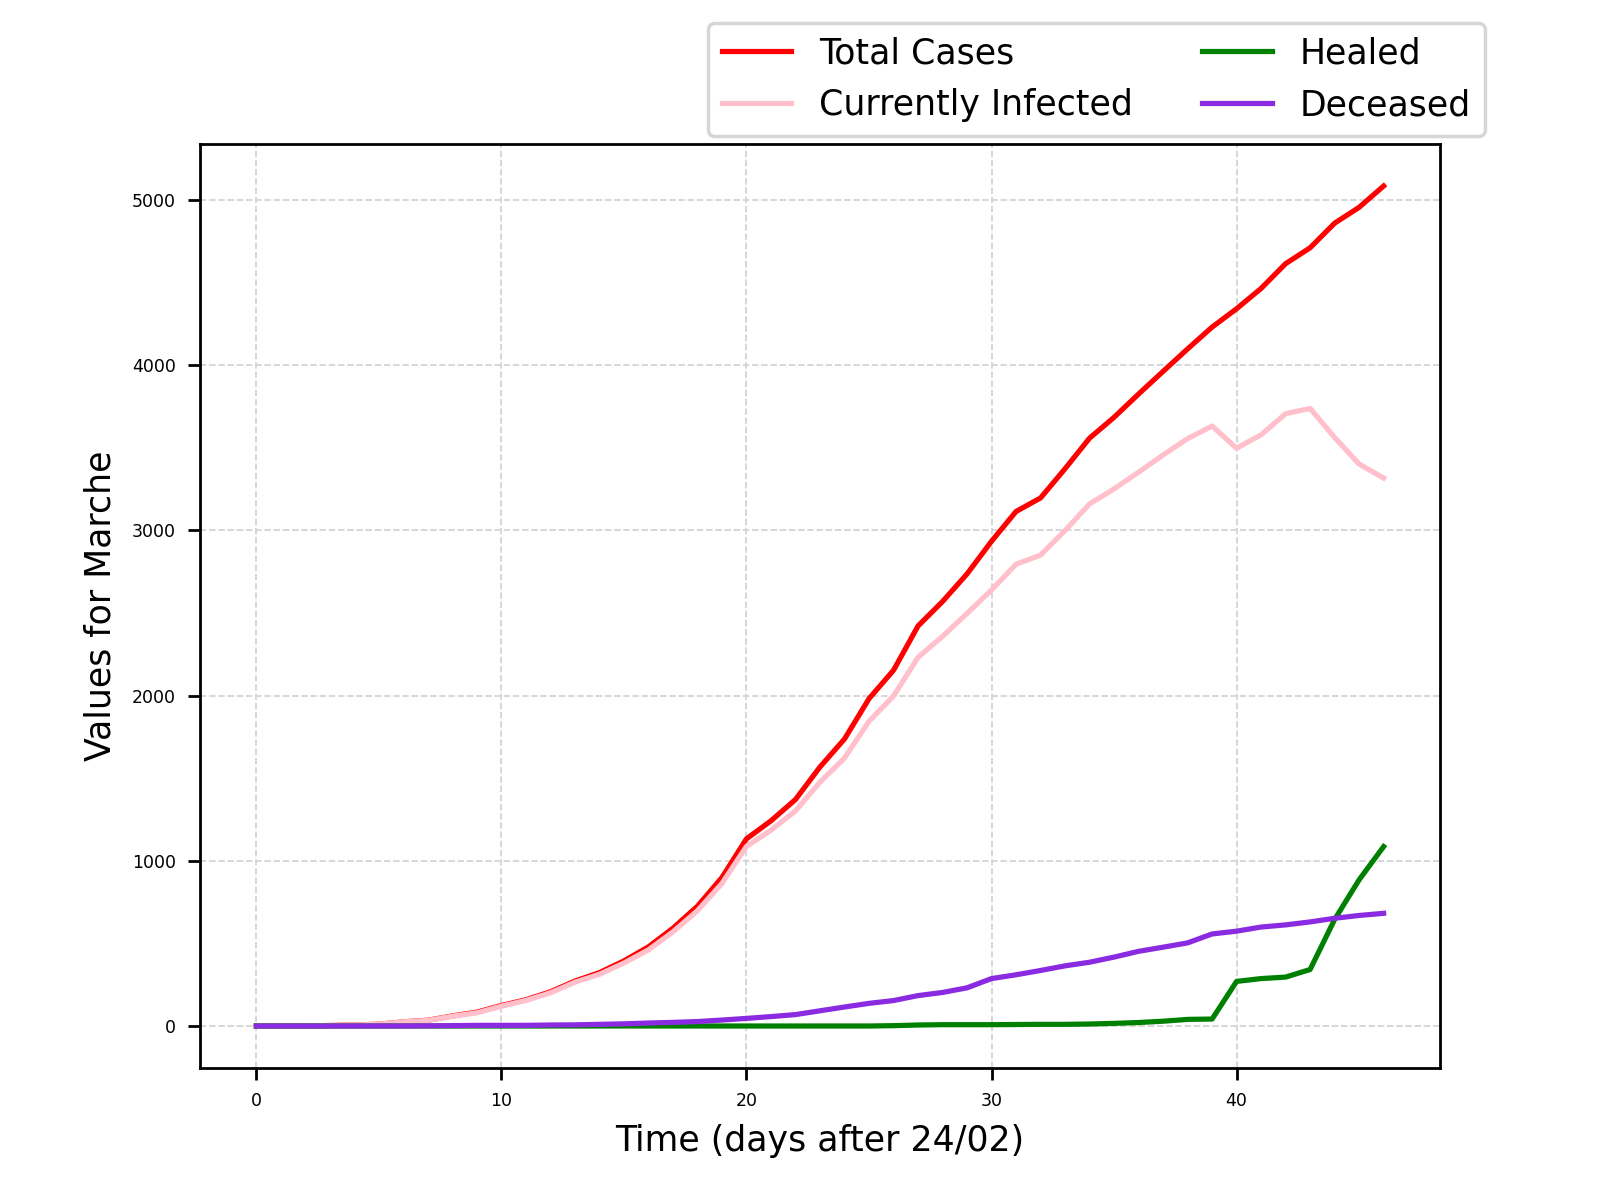 Total Cases
Currently Infected
Healed
Deceased
5000
4000
3000
2000
1000
0
Values for Marche
0 10 20 30 40
Time (days after 24/02)